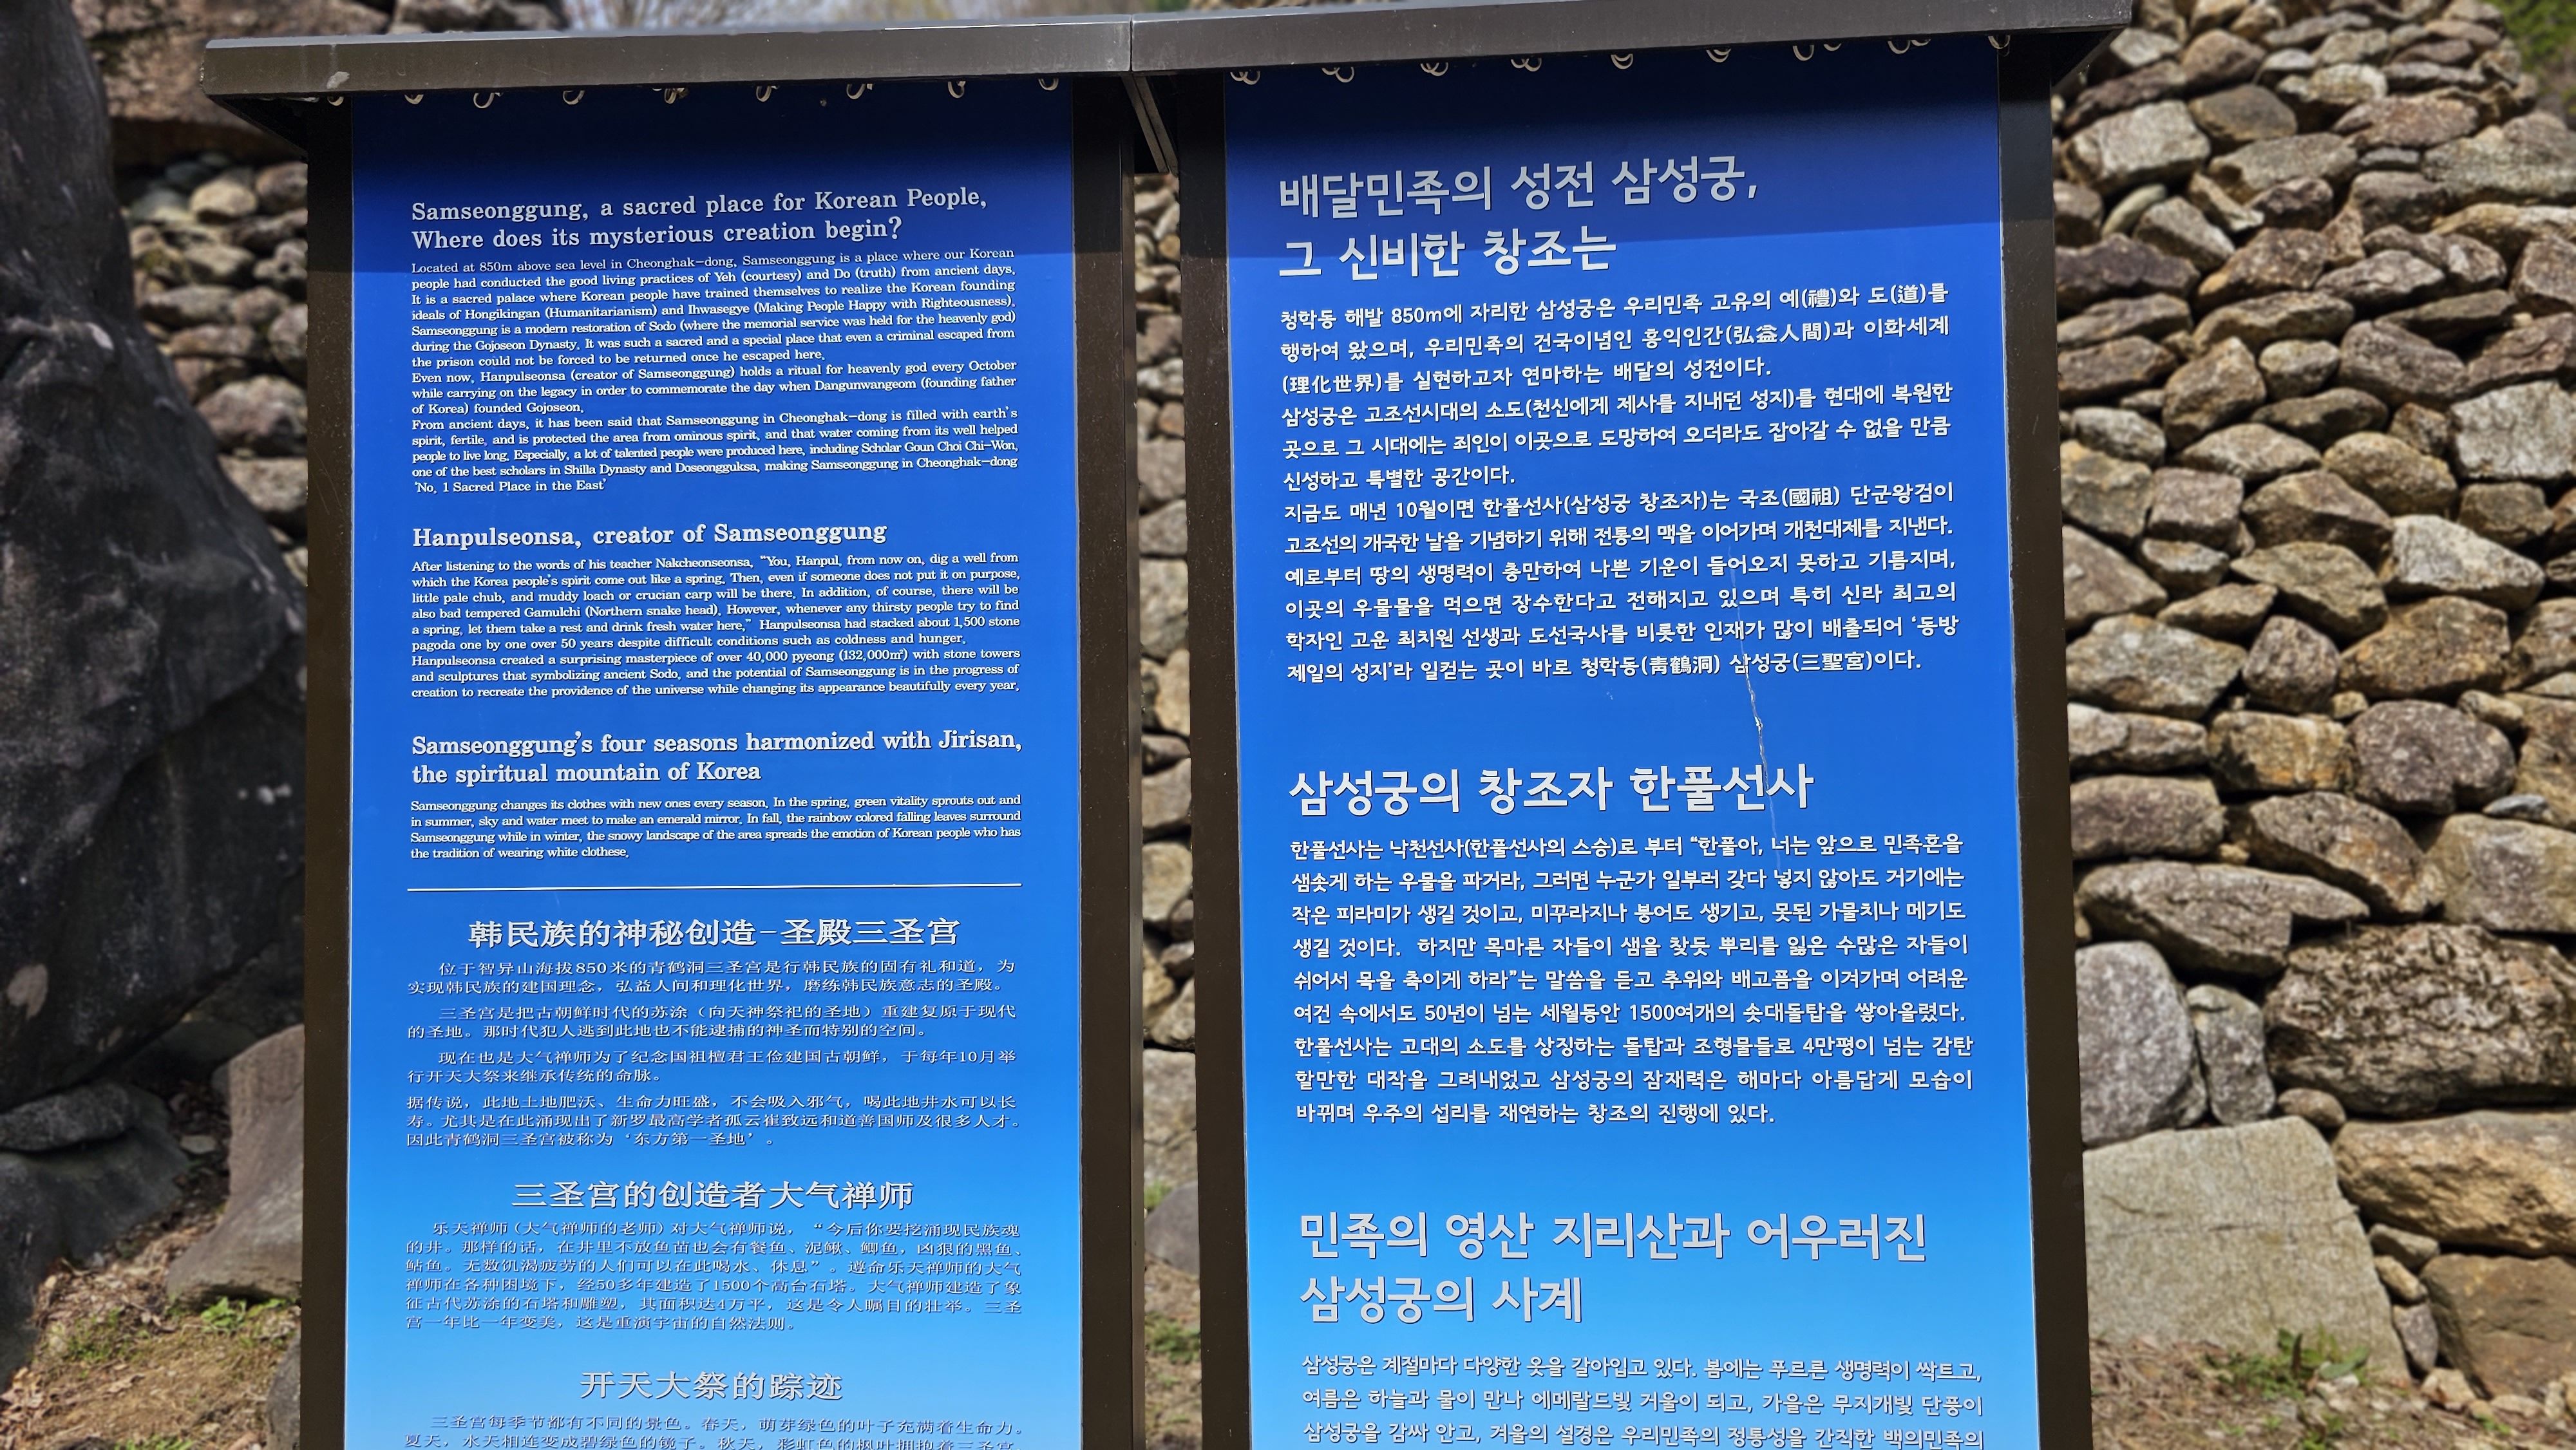 Samseonggung, a sacred place for Korean People,
Where does its mysterious creation begin?
Located at 850m above sea level in Cheonghak-dong, Samseonggung is a place where our Korean
people had conducted the good living practices of Yeh (courtesy) and Do (truth) from ancient days.
It is a sacred palace where Korean people have trained themselves to realize the Korean founding
ideals of Hongikingan (Humanitarianism) and Ihwasegye (Making People Happy with Righteousness).
Samseonggung is a modern restoration of Sodo (where the memorial service was held for the heavenly god)
during the Gojoseon Dynasty. It was such a sacred and a special place that even a criminal escaped from
the prison could not be forced to be returned once he escaped here.
Even now, Hanpulseonsa (creator of Samseonggung) holds a ritual for heavenly god every October
while carrying on the legacy in order to commemorate the day when Dangunwangeom (founding father
of Korea) founded Gojoseon.
From ancient days, it has been said that Samseonggung in Cheonghak-dong is filled with earth's
spirit, fertile, and is protected the area from ominous spirit, and that water coming from its well helped
people to live long. Especially, a lot of talented people were produced here, including Scholar Goun Choi Chi-Won,
one of the best scholars in Shilla Dynasty and Doseongguksa, making Samseonggung in Cheonghak-dong
'No. 1 Sacred Place in the East'
Hanpulseonsa, creator of Samseonggung
After listening to the words of his teacher Nakcheonseonsa, "You, Hanpul, from now on, dig a well from
which the Korea people's spirit come out like a spring. Then, even if someone does not put it on purpose,
little pale chub, and muddy loach or crucian carp will be there. In addition, of course, there will be
also bad tempered Gamulchi (Northern snake head). However, whenever any thirsty people try to find
a spring, let them take a rest and drink fresh water here." Hanpulseonsa had stacked about 1,500 stone
pagoda one by one over 50 years despite difficult conditions such as coldness and hunger.
Hanpulseonsa created a surprising masterpiece of over 40,000 pyeong (132,000㎡) with stone towers
and sculptures that symbolizing ancient Sodo, and the potential of Samseonggung is in the progress of
creation to recreate the providence of the universe while changing its appearance beautifully every year.
Samseonggung's four seasons harmonized with Jirisan,
the spiritual mountain of Korea
Samseonggung changes its clothes with new ones every season. In the spring, green vitality sprouts out and
in summer, sky and water meet to make an emerald mirror. In fall, the rainbow colored falling leaves surround
Samseonggung while in winter, the snowy landscape of the area spreads the emotion of Korean people who has
the tradition of wearing white clothese.
韩民族的神秘创造-圣殿三圣宫
位于智异山海拔850米的青鹤洞三圣宫是行韩民族的固有礼和道，为
实现韩民族的建国理念，弘益人间和理化世界，磨练韩民族意志的圣殿。
三圣宫是把古朝鲜时代的苏涂（向天神祭祀的圣地）重建复原于现代
的圣地。那时代犯人逃到此地也不能逮捕的神圣而特别的空间。
现在也是大气禅师为了纪念国祖檀君王俭建国古朝鲜，于每年10月举
行开天大祭来继承传统的命脉。
据传说，此地土地肥沃、生命力旺盛，不会吸入邪气，喝此地井水可以长
寿。尤其是在此涌现出了新罗最高学者孤云崔致远和道善国师及很多人才。
因此青鹤洞三圣宫被称为‘东方第一圣地’。
三圣宫的创造者大气禅师
乐天禅师（大气禅师的老师）对大气禅师说，“今后你要挖涌现民族魂
的井。那样的话，在井里不放鱼苗也会有餐鱼、泥鳅、鲫鱼，凶狠的黑鱼、
鲇鱼。无数饥渴疲劳的人们可以在此喝水、休息”。遵命乐天禅师的大气
禅师在各种困境下，经50多年建造了1500个高台石塔。大气禅师建造了象
征古代苏涂的石塔和雕塑，其面积达4万平，这是令人瞩目的壮举。三圣
宫一年比一年变美，这是重演宇宙的自然法则。
开天大祭的踪迹
三圣宫每季节都有不同的景色。春天，萌芽绿色的叶子充满着生命力。
夏天，水天相连变成碧绿色的镜子。秋天，彩虹色的枫叶拥抱着三圣宫
배달민족의 성전 삼성궁,
그 신비한 창조는
청학동 해발 850m에 자리한 삼성궁은 우리민족 고유의 예(禮)와 도(道)를
행하여 왔으며, 우리민족의 건국이념인 홍익인간(弘益人間)과 이화세계
(理化世界)를 실현하고자 연마하는 배달의 성전이다.
삼성궁은 고조선시대의 소도(천신에게 제사를 지내던 성지)를 현대에 복원한
곳으로 그 시대에는 죄인이 이곳으로 도망하여 오더라도 잡아갈 수 없을 만큼
신성하고 특별한 공간이다.
지금도 매년 10월이면 한풀선사(삼성궁 창조자)는 국조(國祖) 단군왕검이
고조선의 개국한 날을 기념하기 위해 전통의 맥을 이어가며 개천대제를 지낸다.
예로부터 땅의 생명력이 충만하여 나쁜 기운이 들어오지 못하고 기름지며,
이곳의 우물물을 먹으면 장수한다고 전해지고 있으며 특히 신라 최고의
학자인 고운 최치원 선생과 도선국사를 비롯한 인재가 많이 배출되어 '동방
제일의 성지'라 일컫는 곳이 바로 청학동(靑鶴洞) 삼성궁(三聖宮)이다.
삼성궁의 창조자 한풀선사
한풀선사는 낙천선사(한풀선사의 스승)로 부터 "한풀아, 너는 앞으로 민족혼을
샘솟게 하는 우물을 파거라, 그러면 누군가 일부러 갖다 넣지 않아도 거기에는
작은 피라미가 생길 것이고, 미꾸라지나 붕어도 생기고, 못된 가물치나 메기도
생길 것이다. 하지만 목마른 자들이 샘을 찾듯 뿌리를 잃은 수많은 자들이
쉬어서 목을 축이게 하라"는 말씀을 듣고 추위와 배고픔을 이겨가며 어려운
여건 속에서도 50년이 넘는 세월동안 1500여개의 솟대돌탑을 쌓아올렸다.
한풀선사는 고대의 소도를 상징하는 돌탑과 조형물들로 4만평이 넘는 감탄
할만한 대작을 그려내었고 삼성궁의 잠재력은 해마다 아름답게 모습이
바뀌며 우주의 섭리를 재연하는 창조의 진행에 있다.
민족의 영산 지리산과 어우러진
삼성궁의 사계
삼성궁은 계절마다 다양한 옷을 갈아입고 있다. 봄에는 푸르른 생명력이 싹트고,
여름은 하늘과 물이 만나 에메랄드빛 거울이 되고, 가을은 무지개빛 단풍이
삼성궁을 감싸 안고, 겨울의 설경은 우리민족의 정통성을 간직한 백의민족의